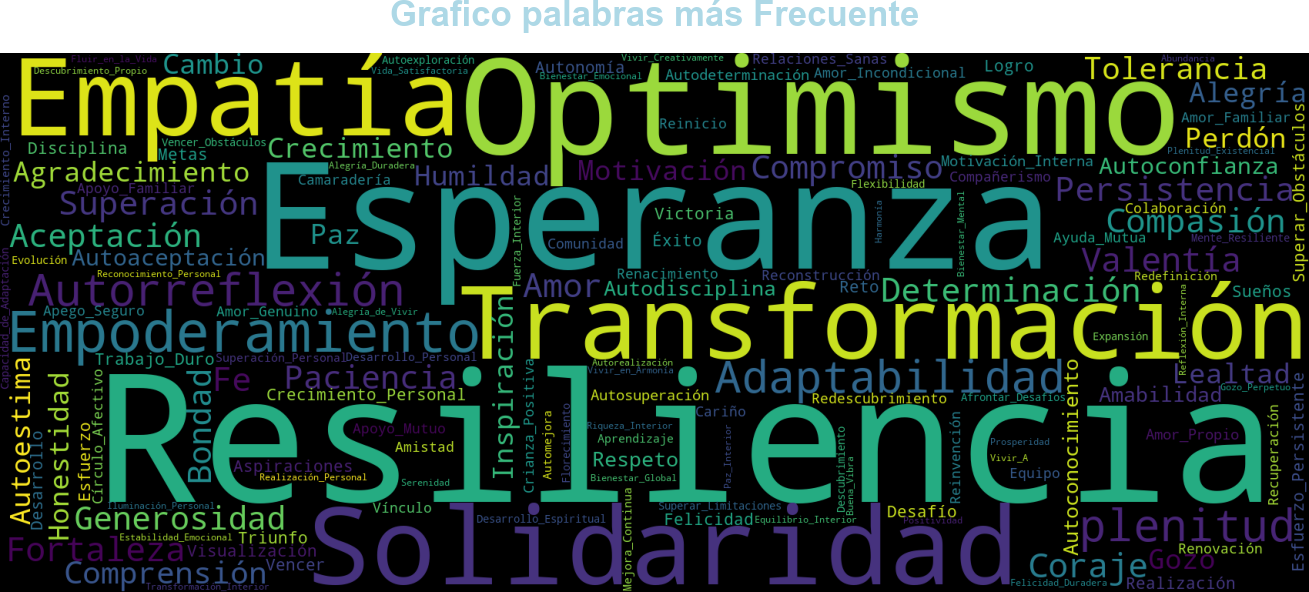 Grafico palabras más Frecuente
Fluir_en_la_Vida
Autoexploración
Vivir_Creativamente
Relaciones_Sanas
Abundancia
Descubrimiento_Propio
Cambio
Vida_Satisfactoria
Empatía
Optimismo
Bienestar_Emocional
Autonomía
Autodeterminación
Amor_Incondicional
Logro
Tolerancia
Alegría
Crecimiento_Interno
Disciplina
Vencer_Obstáculos
Metas
Crecimiento
Reinicio
Amor_Familiar
Perdón
Plenitud_Existencial
Superar_Obstáculos
Agradecimiento
Apoyo_Familiar
Alegría_Duradera
Camaradería
Humildad
Motivación
Compromiso
Motivación_Interna
Compañerismo
Autoconfianza
Flexibilidad
Persistencia
Superación
Esperanza
Victoria
Colaboración
Compasión
Aceptación
Paz
Fuerza_Interior
Comunidad
Éxito
Armonía
Bienestar_Mental
Ayuda_Mutua
Mente_Resiliente
Evolución
Autoaceptación
Reconocimiento_Personal
Renacimiento
Reconstrucción
Valentía
Redefinición
Capacidad_de_Adaptación
Autorreflexión
Amor
Autodisciplina
Reto
Determinación
Sueños
Apego_Seguro
Amor_Genuino
Alegría_de_Vivir
Empoderamiento
Inspiración
Transformación
Expansión
Reflexión_Interna
Trabajo_Duro
Superación_Personal
Desarrollo_Personal
Autorealización
Vivir_en_Armonía
Autoestima
Honestidad
Círculo_Afectivo
Bondad
Fe
Paciencia
Adaptabilidad
Lealtad
Gozo_Perpetuo
Crecimiento_Personal
Crianza_Positiva
Autosuperación
Redescubrimiento
Afrontar_Desafíos
Autoconocimiento
Amabilidad
Esfuerzo_Persistente
Resiliencia
Desarrollo
Esfuerzo
Apoyo_Mutuo
Amistad
Automejora
Florecimiento
Cariño
Riqueza_Interior
Aprendizaje
Paz_Interior
Descubrimiento
Buena_Vibra
Reinvención
Prosperidad
Vivir_A
Amor_Propio
Recuperación
Aspiraciones
Realización_Personal
Serenidad
Respeto
Bienestar_Global
Equipo
Iluminación_Personal
Vínculo
Generosidad
Solidaridad
Desarrollo_Espiritual
Mejora_Continua
Superar_Limitaciones
Felicidad
Equilibrio_Interior
Desafío
Positividad
plenitud
Estabilidad_Emocional
Triunfo
Fortaleza
Visualización
Renovación
Comprensión
Vencer
Coraje
Gozo
Transformación_Interior
Felicidad_Duradera
Realización